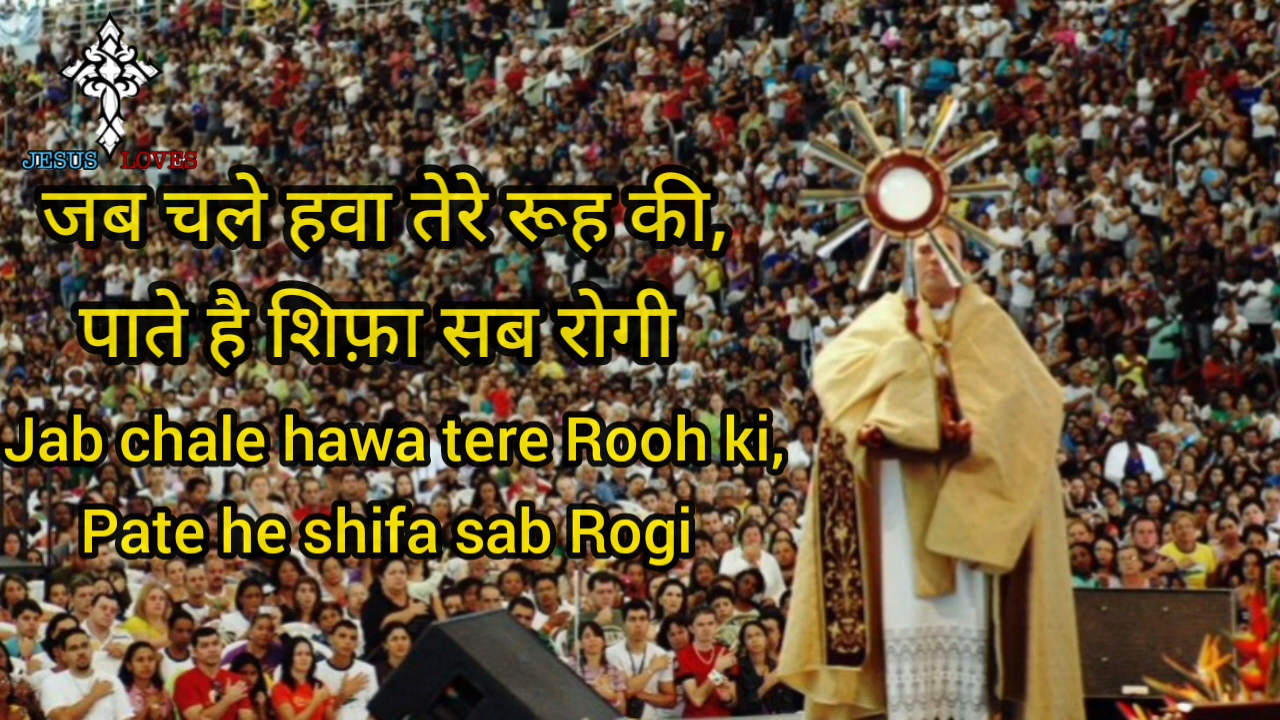 JESUS LOVES
जब चले हवा तेरे रूह की,
पाते है शिफ़ा सब रोगी
Jab chale hawa tere Rooh ki,
Pate he shifa sab Rogi